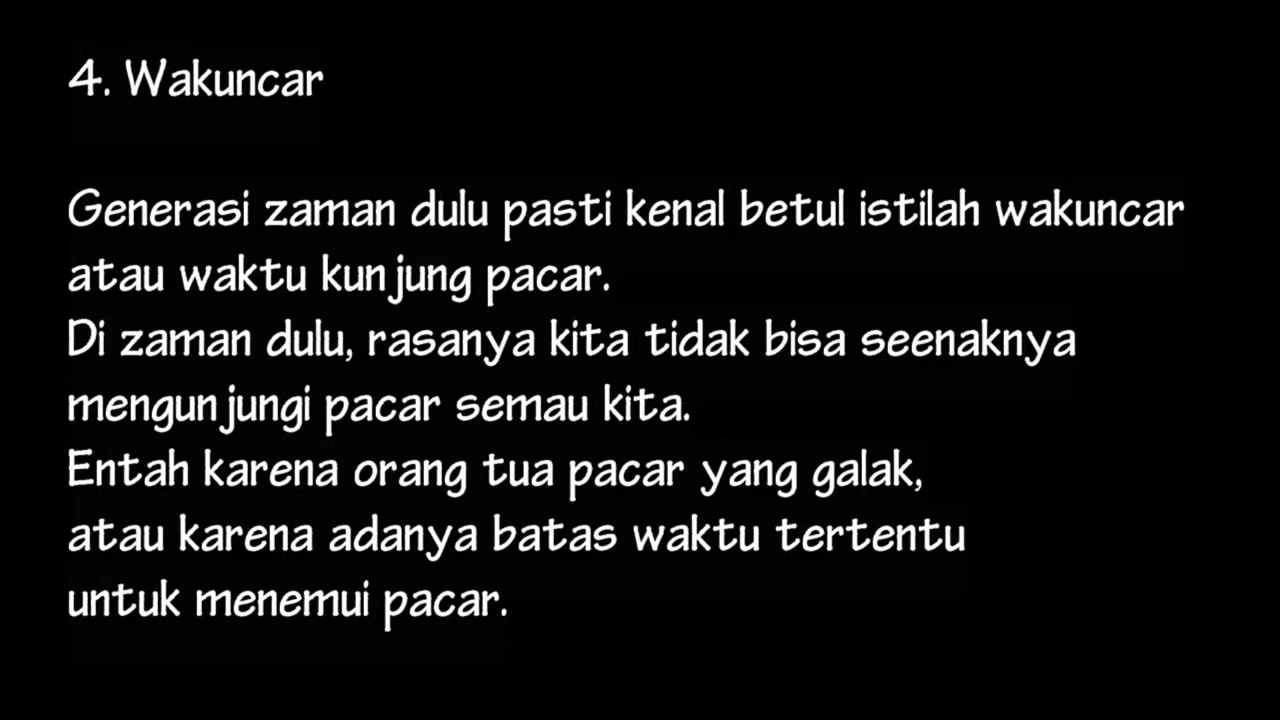 4. Wakuncar
Generasi zaman dulu pasti kenal betul istilah wakuncar
atau waktu kunjung pacar.
Di zaman dulu, rasanya kita tidak bisa seenaknya
mengunjungi pacar semau kita.
Entah karena orang tua pacar yang galak,
atau karena adanya batas waktu tertentu
untuk menemui pacar.